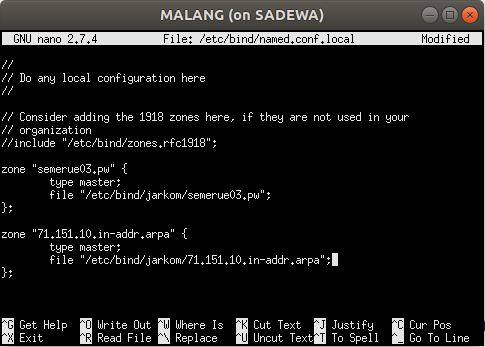 MALANG (on SADEWA)
GNU nano 2.7.4 File: /etc/bind/named.conf.local Modified
//
// Do any local configuration here
//
// Consider adding the 1918 zones here, if they are not used in your
// organization
//include "/etc/bind/zones.rfc1918";
zone "semerue03.pw" {
type master;
file "/etc/bind/jarkom/semerue03.pw";
};
zone "71.151.10.in-addr.arpa" {
type master;
file "/etc/bind/jarkom/71.151.10.in-addr.arpa";
};
^G Get Help ^O Write Out ^W Where Is ^K Cut Text ^J Justify ^C Cur Pos
^X Exit ^R Read File ^\ Replace ^U Uncut Text ^T To Spell ^_ Go To Line